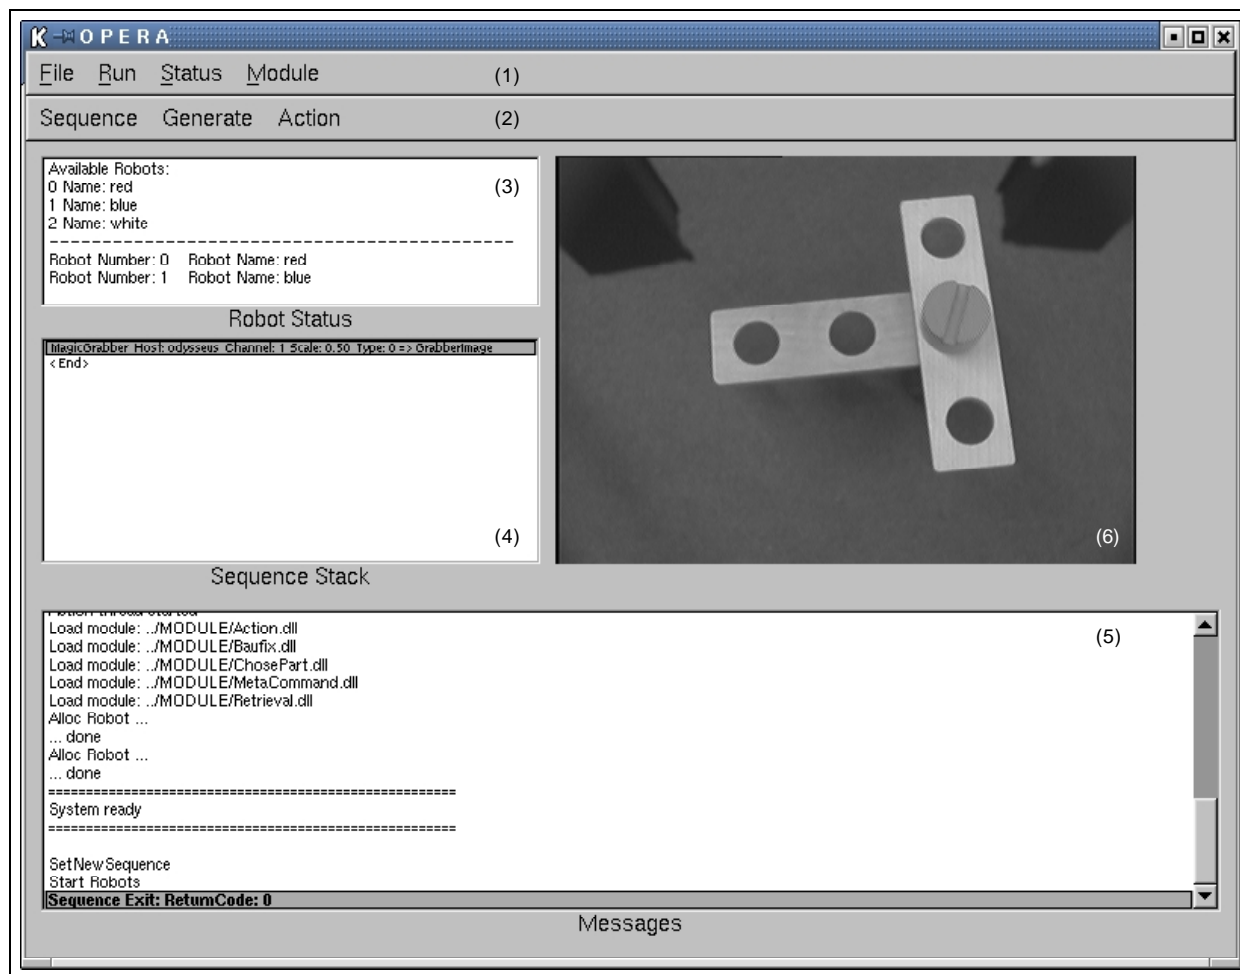 K OPERA
File Run Status Module (1)
Sequence Generate Action (2)
Available Robots:
0 Name: red (3)
1 Name: blue
2 Name: white
------------------------------------------------
Robot Number: 0 Robot Name: red
Robot Number: 1 Robot Name: blue
Robot Status
MagicGrabber Host: odysseus Channel: 1 Scale: 0.50 Type: 0 => GrabberImage
<End>
(4)
(6)
Sequence Stack
Load module: ../MODULE/Action.dll
(5)
Load module: ../MODULE/Baufix.dll
Load module: ../MODULE/ChosePart.dll
Load module: ../MODULE/MetaCommand.dll
Load module: ../MODULE/Retrieval.dll
Alloc Robot ...
... done
Alloc Robot ...
... done
======================================================
System ready
======================================================
SetNewSequence
Start Robots
Sequence Exit: ReturnCode: 0
Messages